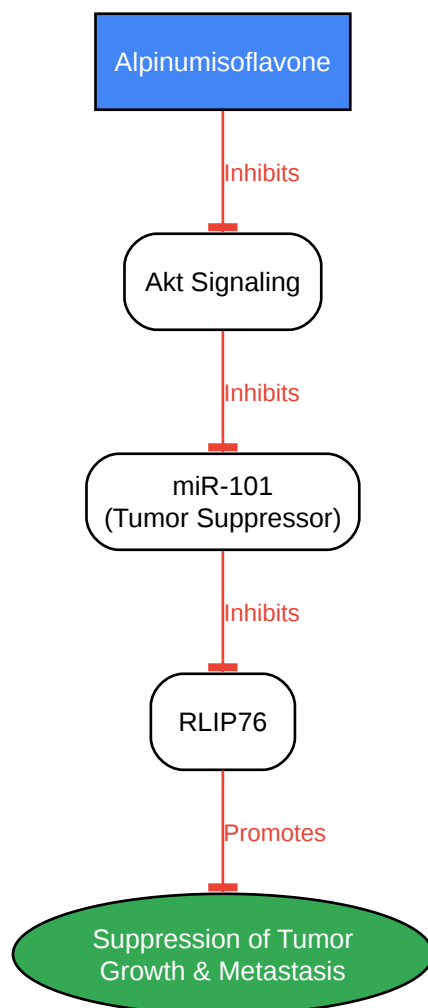 Alpinumisoflavone
Inhibits
Akt Signaling
Inhibits
miR-101
(Tumor Suppressor)
Inhibits
RLIP76
Promotes
Suppression of Tumor
Growth & Metastasis